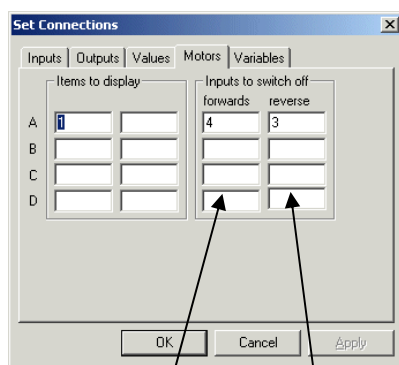 Set Connections
Inputs Outputs Values Motors Variables
Items to display Inputs to switch off
forwards reverse
A 1 4 3
B
C
D
OK Cancel Apply